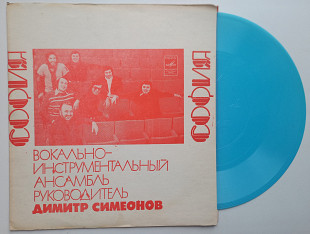 СОФИЯ
СОФИЯ
ВОКАЛЬНО-
ИНСТРУМЕНТАЛЬНЫЙ
АНСАМБЛЬ
РУКОВОДИТЕЛЬ
ДИМИТР СИМЕОНОВ